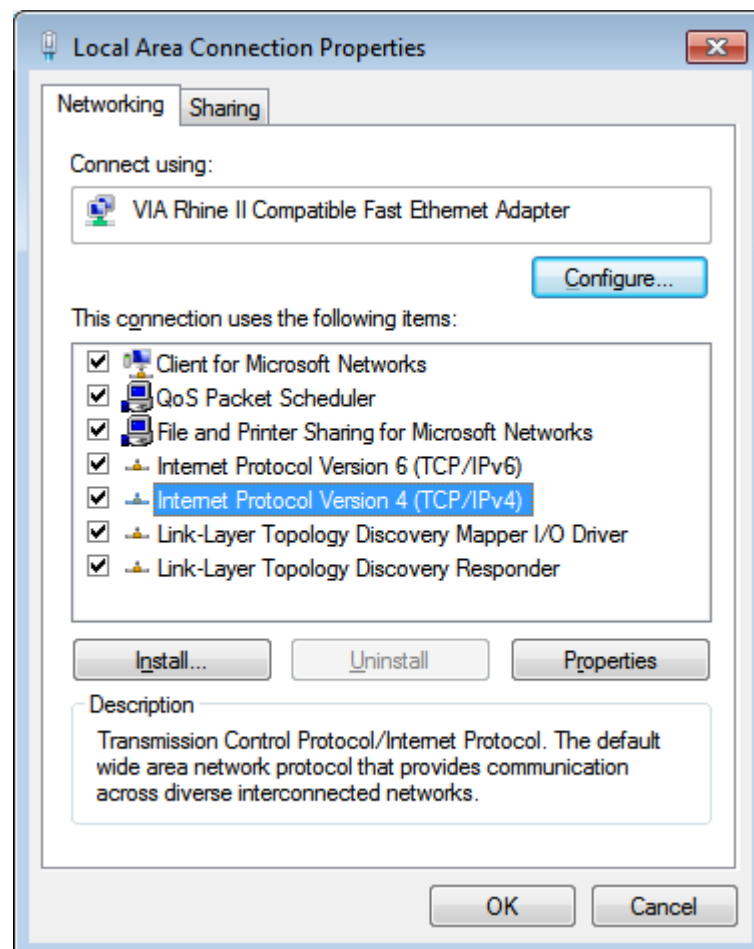 Local Area Connection Properties
Networking
Sharing
Connect using:
VIA Rhine II Compatible Fast Ethernet Adapter
Configure...
This connection uses the following items:
Client for Microsoft Networks
QoS Packet Scheduler
File and Printer Sharing for Microsoft Networks
Internet Protocol Version 6 (TCP/IPv6)
Internet Protocol Version 4 (TCP/IPv4)
Link-Layer Topology Discovery Mapper I/O Driver
Link-Layer Topology Discovery Responder
Install...
Uninstall
Properties
Description
Transmission Control Protocol/Internet Protocol. The default
wide area network protocol that provides communication
across diverse interconnected networks.
OK
Cancel